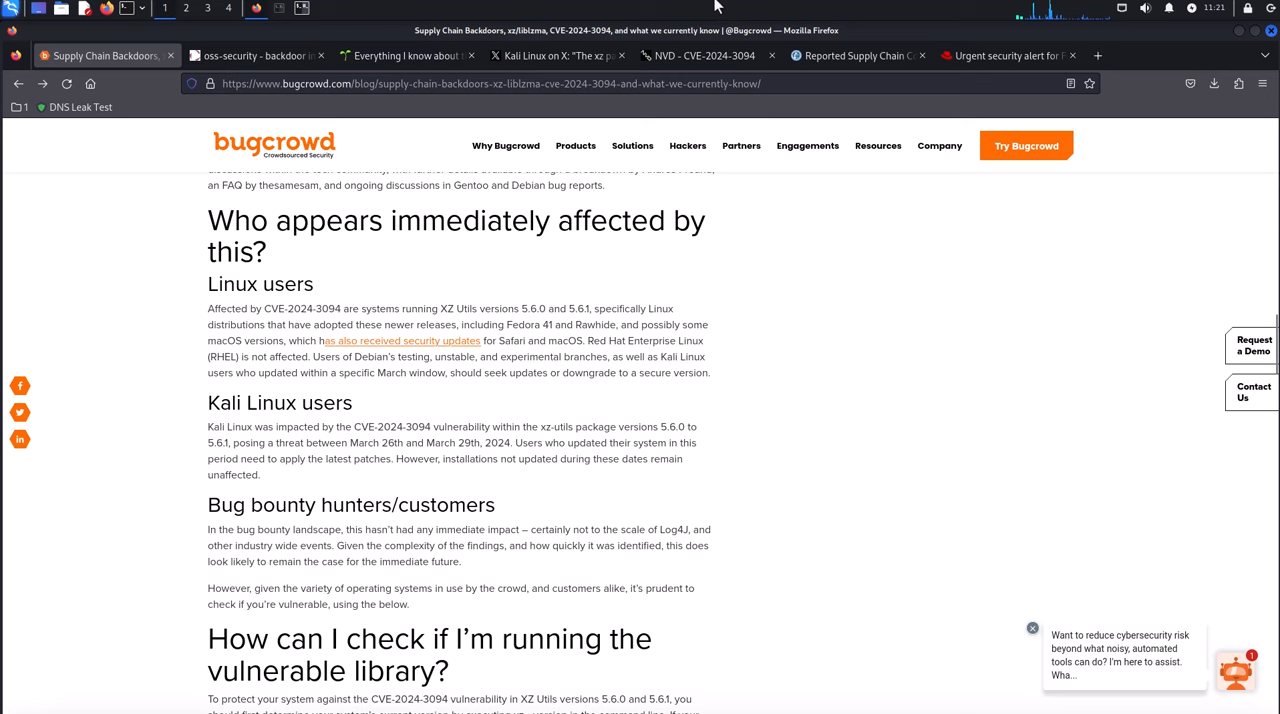 1
2
3
4
11:21
Supply Chain Backdoors, xz/liblzma, CVE-2024-3094, and what we currently know | @Bugcrowd — Mozilla Firefox
Supply Chain Backdoors, 
oss-security - backdoor in
Everything I know about t
Kali Linux on X: "The xz pa
NVD - CVE-2024-3094
Reported Supply Chain C
Urgent security alert for F
https://www.bugcrowd.com/blog/supply-chain-backdoors-xz-liblzma-cve-2024-3094-and-what-we-currently-know/
1
DNS Leak Test
bugcrowd
Crowdsourced Security
Why Bugcrowd
Products
Solutions
Hackers
Partners
Engagements
Resources
Company
Try Bugcrowd
an FAQ by thesamesam, and ongoing discussions in Gentoo and Debian bug reports.
Who appears immediately affected by
this?
Linux users
Affected by CVE-2024-3094 are systems running XZ Utils versions 5.6.0 and 5.6.1, specifically Linux
distributions that have adopted these newer releases, including Fedora 41 and Rawhide, and possibly some
macOS versions, which has also received security updates for Safari and macOS. Red Hat Enterprise Linux
(RHEL) is not affected. Users of Debian's testing, unstable, and experimental branches, as well as Kali Linux
users who updated within a specific March window, should seek updates or downgrade to a secure version.
Kali Linux users
Kali Linux was impacted by the CVE-2024-3094 vulnerability within the xz-utils package versions 5.6.0 to
5.6.1, posing a threat between March 26th and March 29th, 2024. Users who updated their system in this
period need to apply the latest patches. However, installations not updated during these dates remain
unaffected.
Bug bounty hunters/customers
In the bug bounty landscape, this hasn't had any immediate impact – certainly not to the scale of Log4J, and
other industry wide events. Given the complexity of the findings, and how quickly it was identified, this does
look likely to remain the case for the immediate future.
However, given the variety of operating systems in use by the crowd, and customers alike, it's prudent to
check if you're vulnerable, using the below.
How can I check if I'm running the
vulnerable library?
To protect your system against the CVE-2024-3094 vulnerability in XZ Utils versions 5.6.0 and 5.6.1, you
Request
a Demo
Contact
Us
Want to reduce cybersecurity risk
beyond what noisy, automated
tools can do? I'm here to assist.
Wha...
1